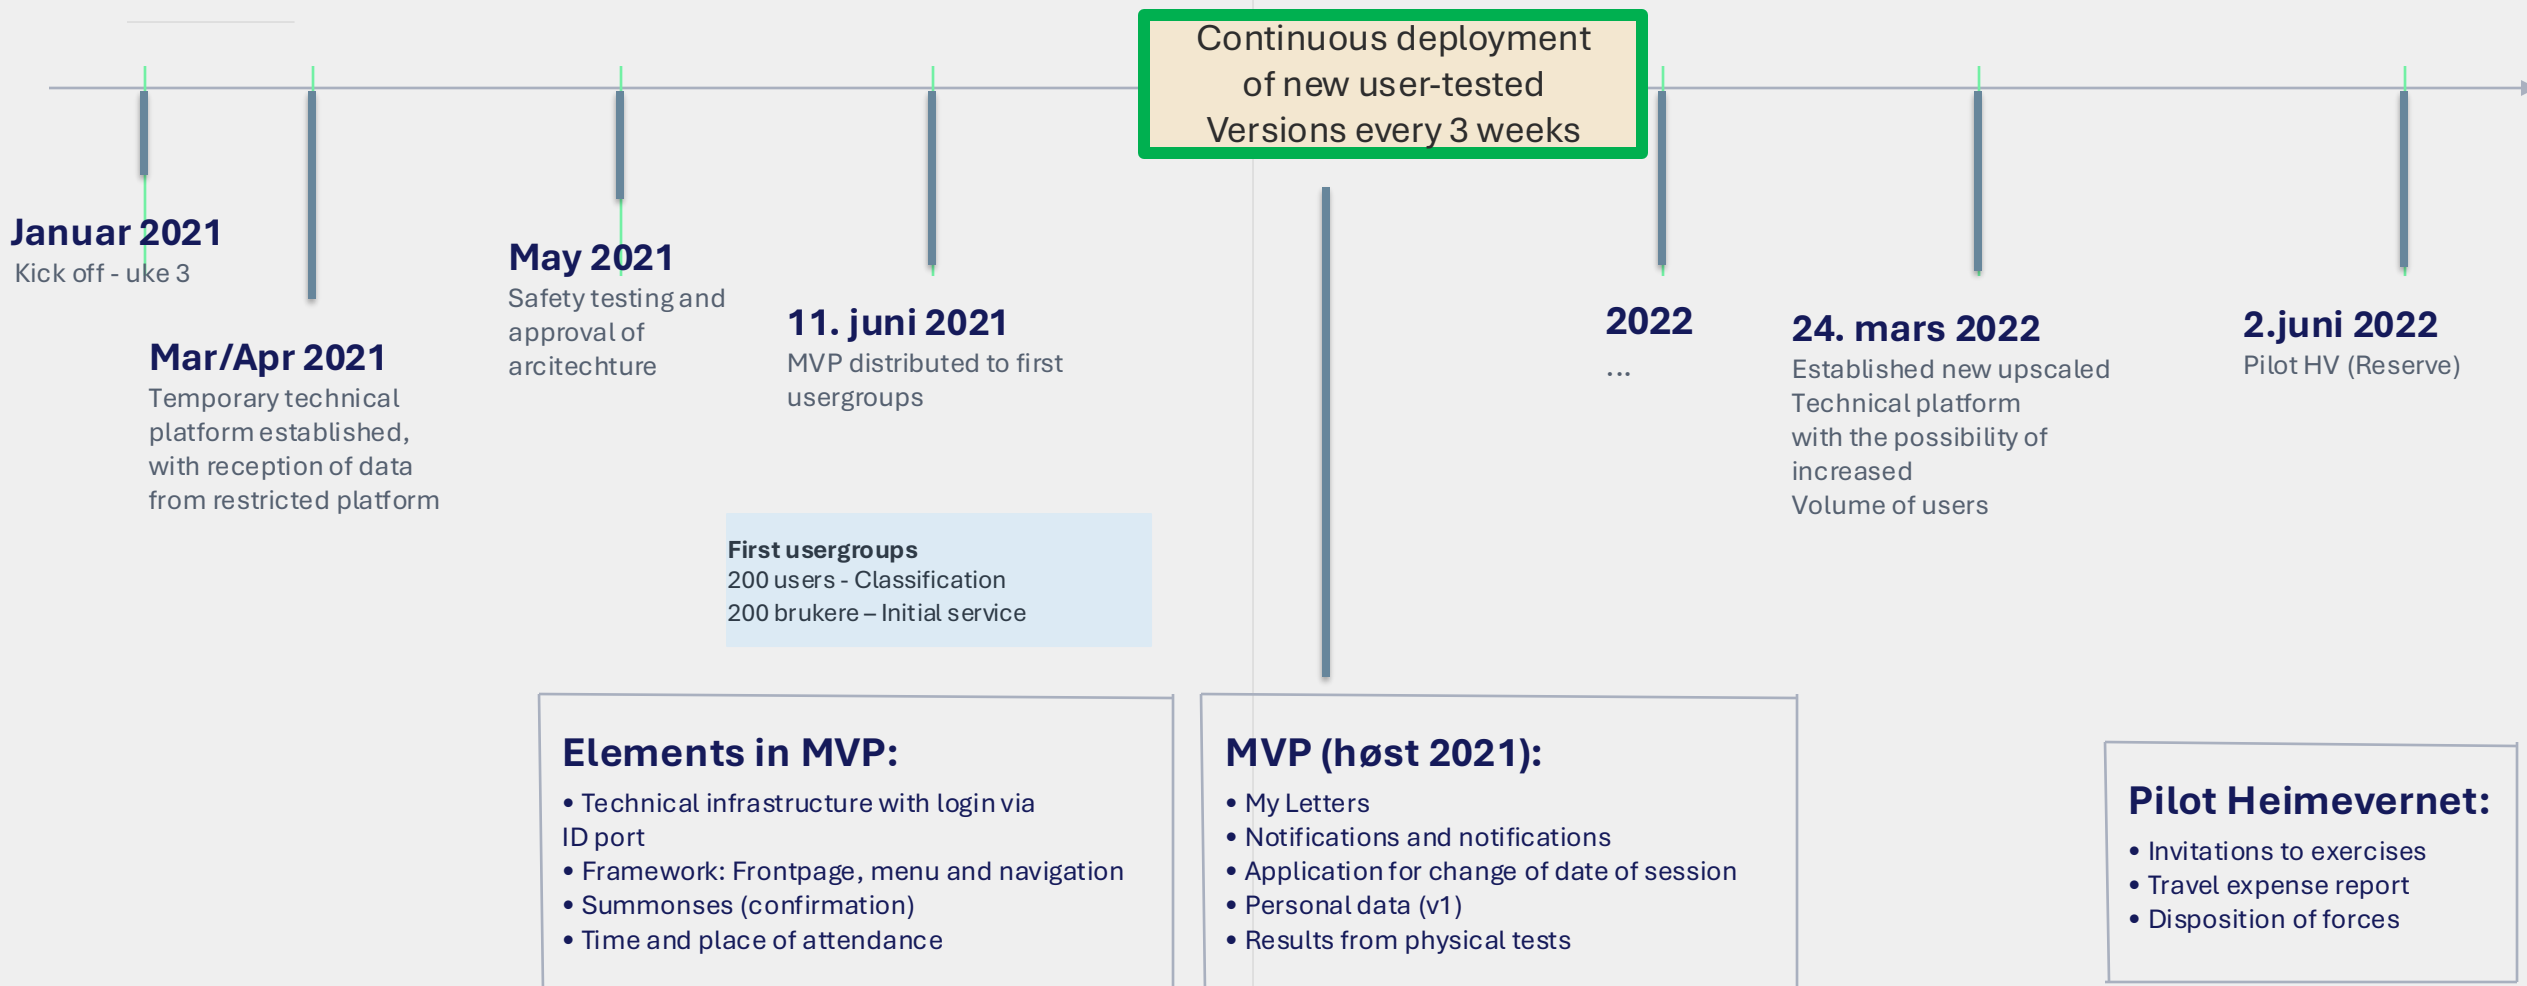 Continuous deployment
of new user-tested
Versions every 3 weeks
Januar 2021
Kick off - uke 3
Mar/Apr 2021
Temporary technical
platform established,
with reception of data
from restricted platform
May 2021
Safety testing and
approval of
arcitechture
11. juni 2021
MVP distributed to first
usergroups
2022
...
24. mars 2022
Established new upscaled
Technical platform
with the possibility of
increased
Volume of users
2.juni 2022
Pilot HV (Reserve)
First usergroups
200 users - Classification
200 brukere – Initial service
Elements in MVP:
• Technical infrastructure with login via
ID port
• Framework: Frontpage, menu and navigation
• Summonses (confirmation)
• Time and place of attendance
MVP (høst 2021):
• My Letters
• Notifications and notifications
• Application for change of date of session
• Personal data (v1)
• Results from physical tests
Pilot Heimevernet:
• Invitations to exercises
• Travel expense report
• Disposition of forces